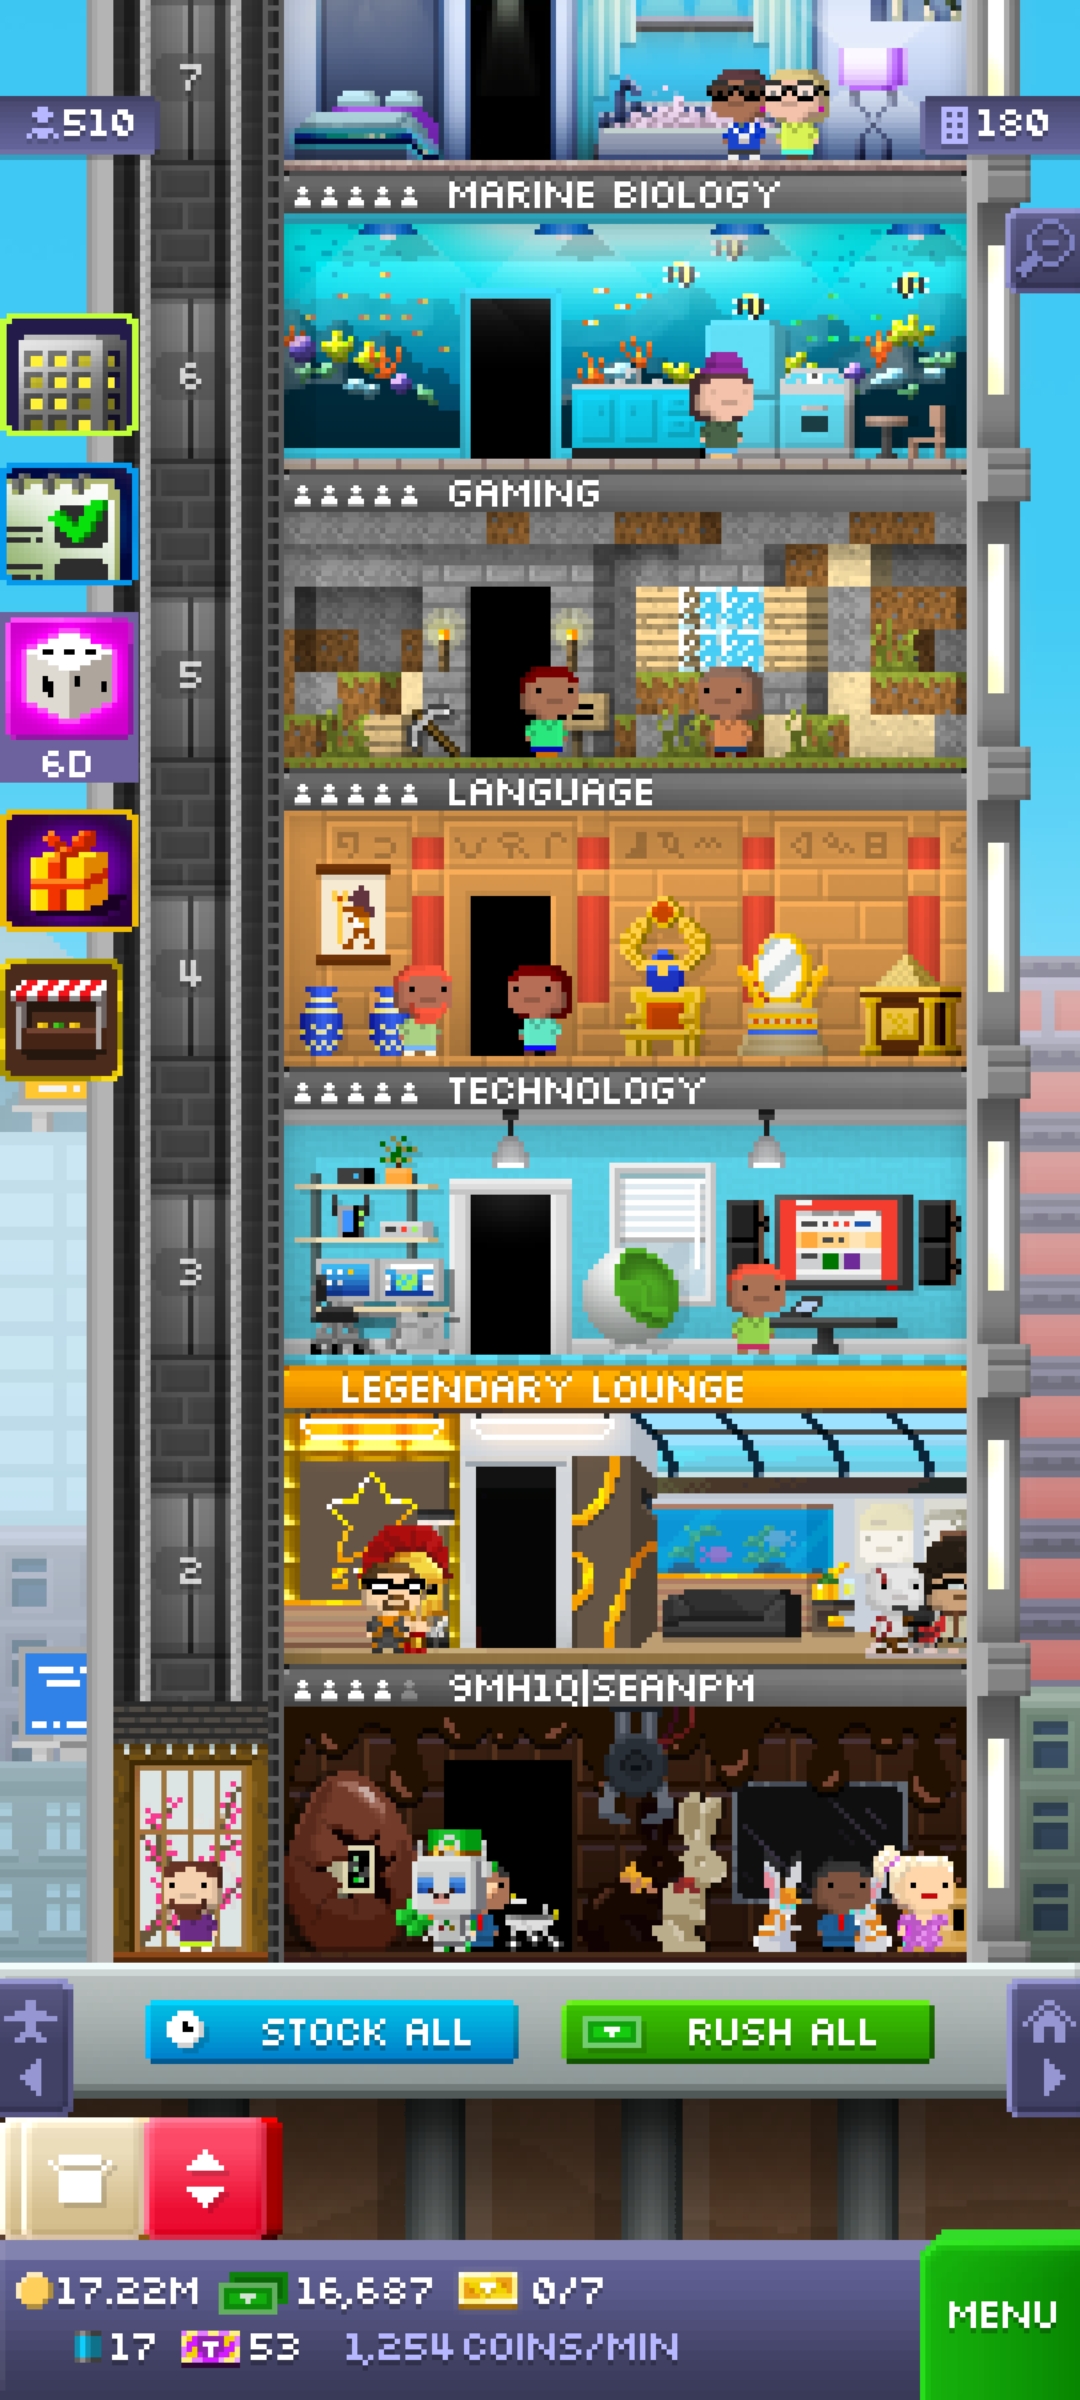 7
510
180
MARINE BIOLOGY
6
GAMING
5
6D
LANGUAGE
4
TECHNOLOGY
3
LEGENDARY LOUNGE
2
9MH1Q|SEANPM
STOCK ALL
RUSH ALL
17.22M 16,687 0/7
MENU
17 53 1,254 COINS/MIN